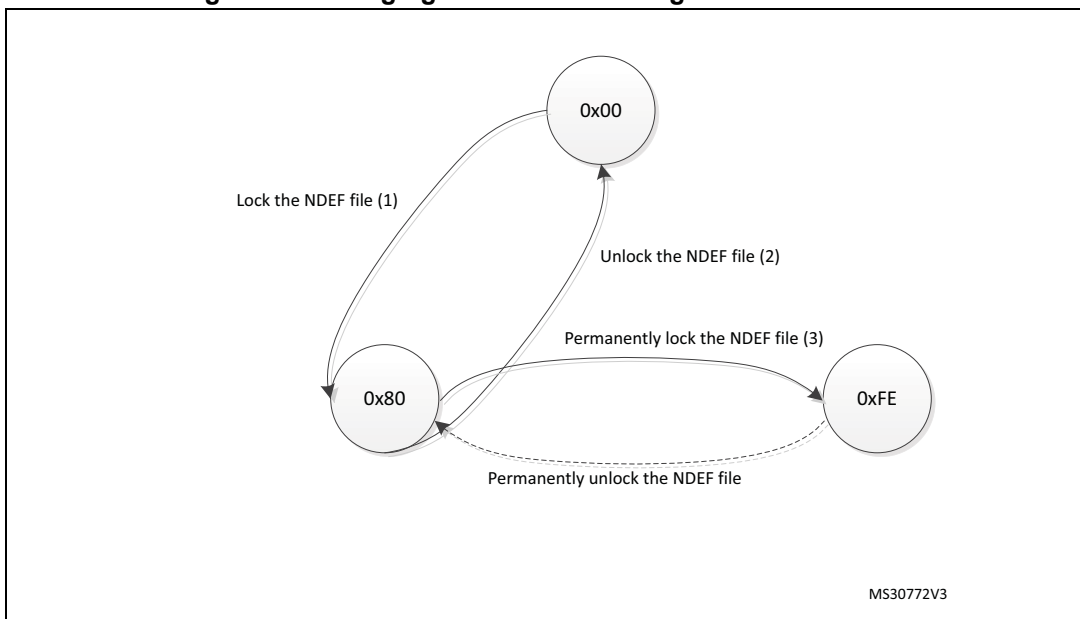 0x00
Lock the NDEF file (1)
Unlock the NDEF file (2)
Permanently lock the NDEF file (3)
0x80
0xFE
Permanently unlock the NDEF file
MS30772V3